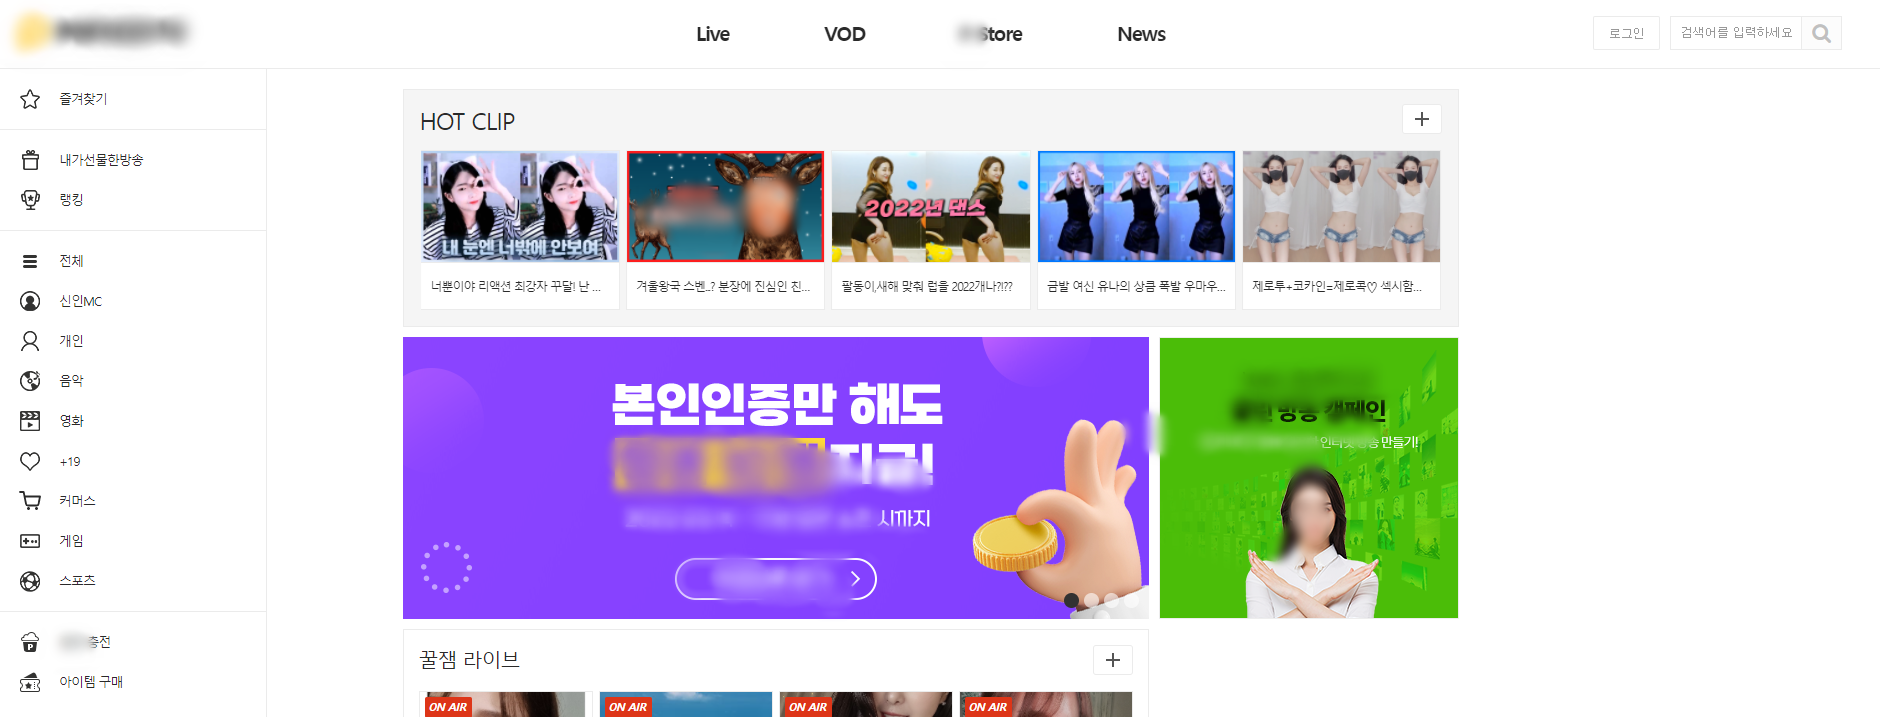 Live
VOD
Store
News
로그인
검색어를 입력하세요
즐겨찾기
내가선물한방송
랭킹
전체
신인MC
개인
음악
영화
+19
커머스
게임
스포츠
충전
아이템 구매
HOT CLIP
내 눈엔 너밖에 안보여
2022년 댄스
너뿐이야 리액션 최강자 꾸달! 난 ...
겨울왕국 스벤..? 분장에 진심인 친...
팔동이,새해 맞춰 럽을 2022개나?!??
금발 여신 유나의 상큼 폭발 우마우...
제로투+코카인=제로콕♡ 섹시함...
본인인증만 해도
지급!
시까지
방송 캠페인
인터넷 방송 만들기!
꿀잼 라이브
ON AIR
ON AIR
ON AIR
ON AIR